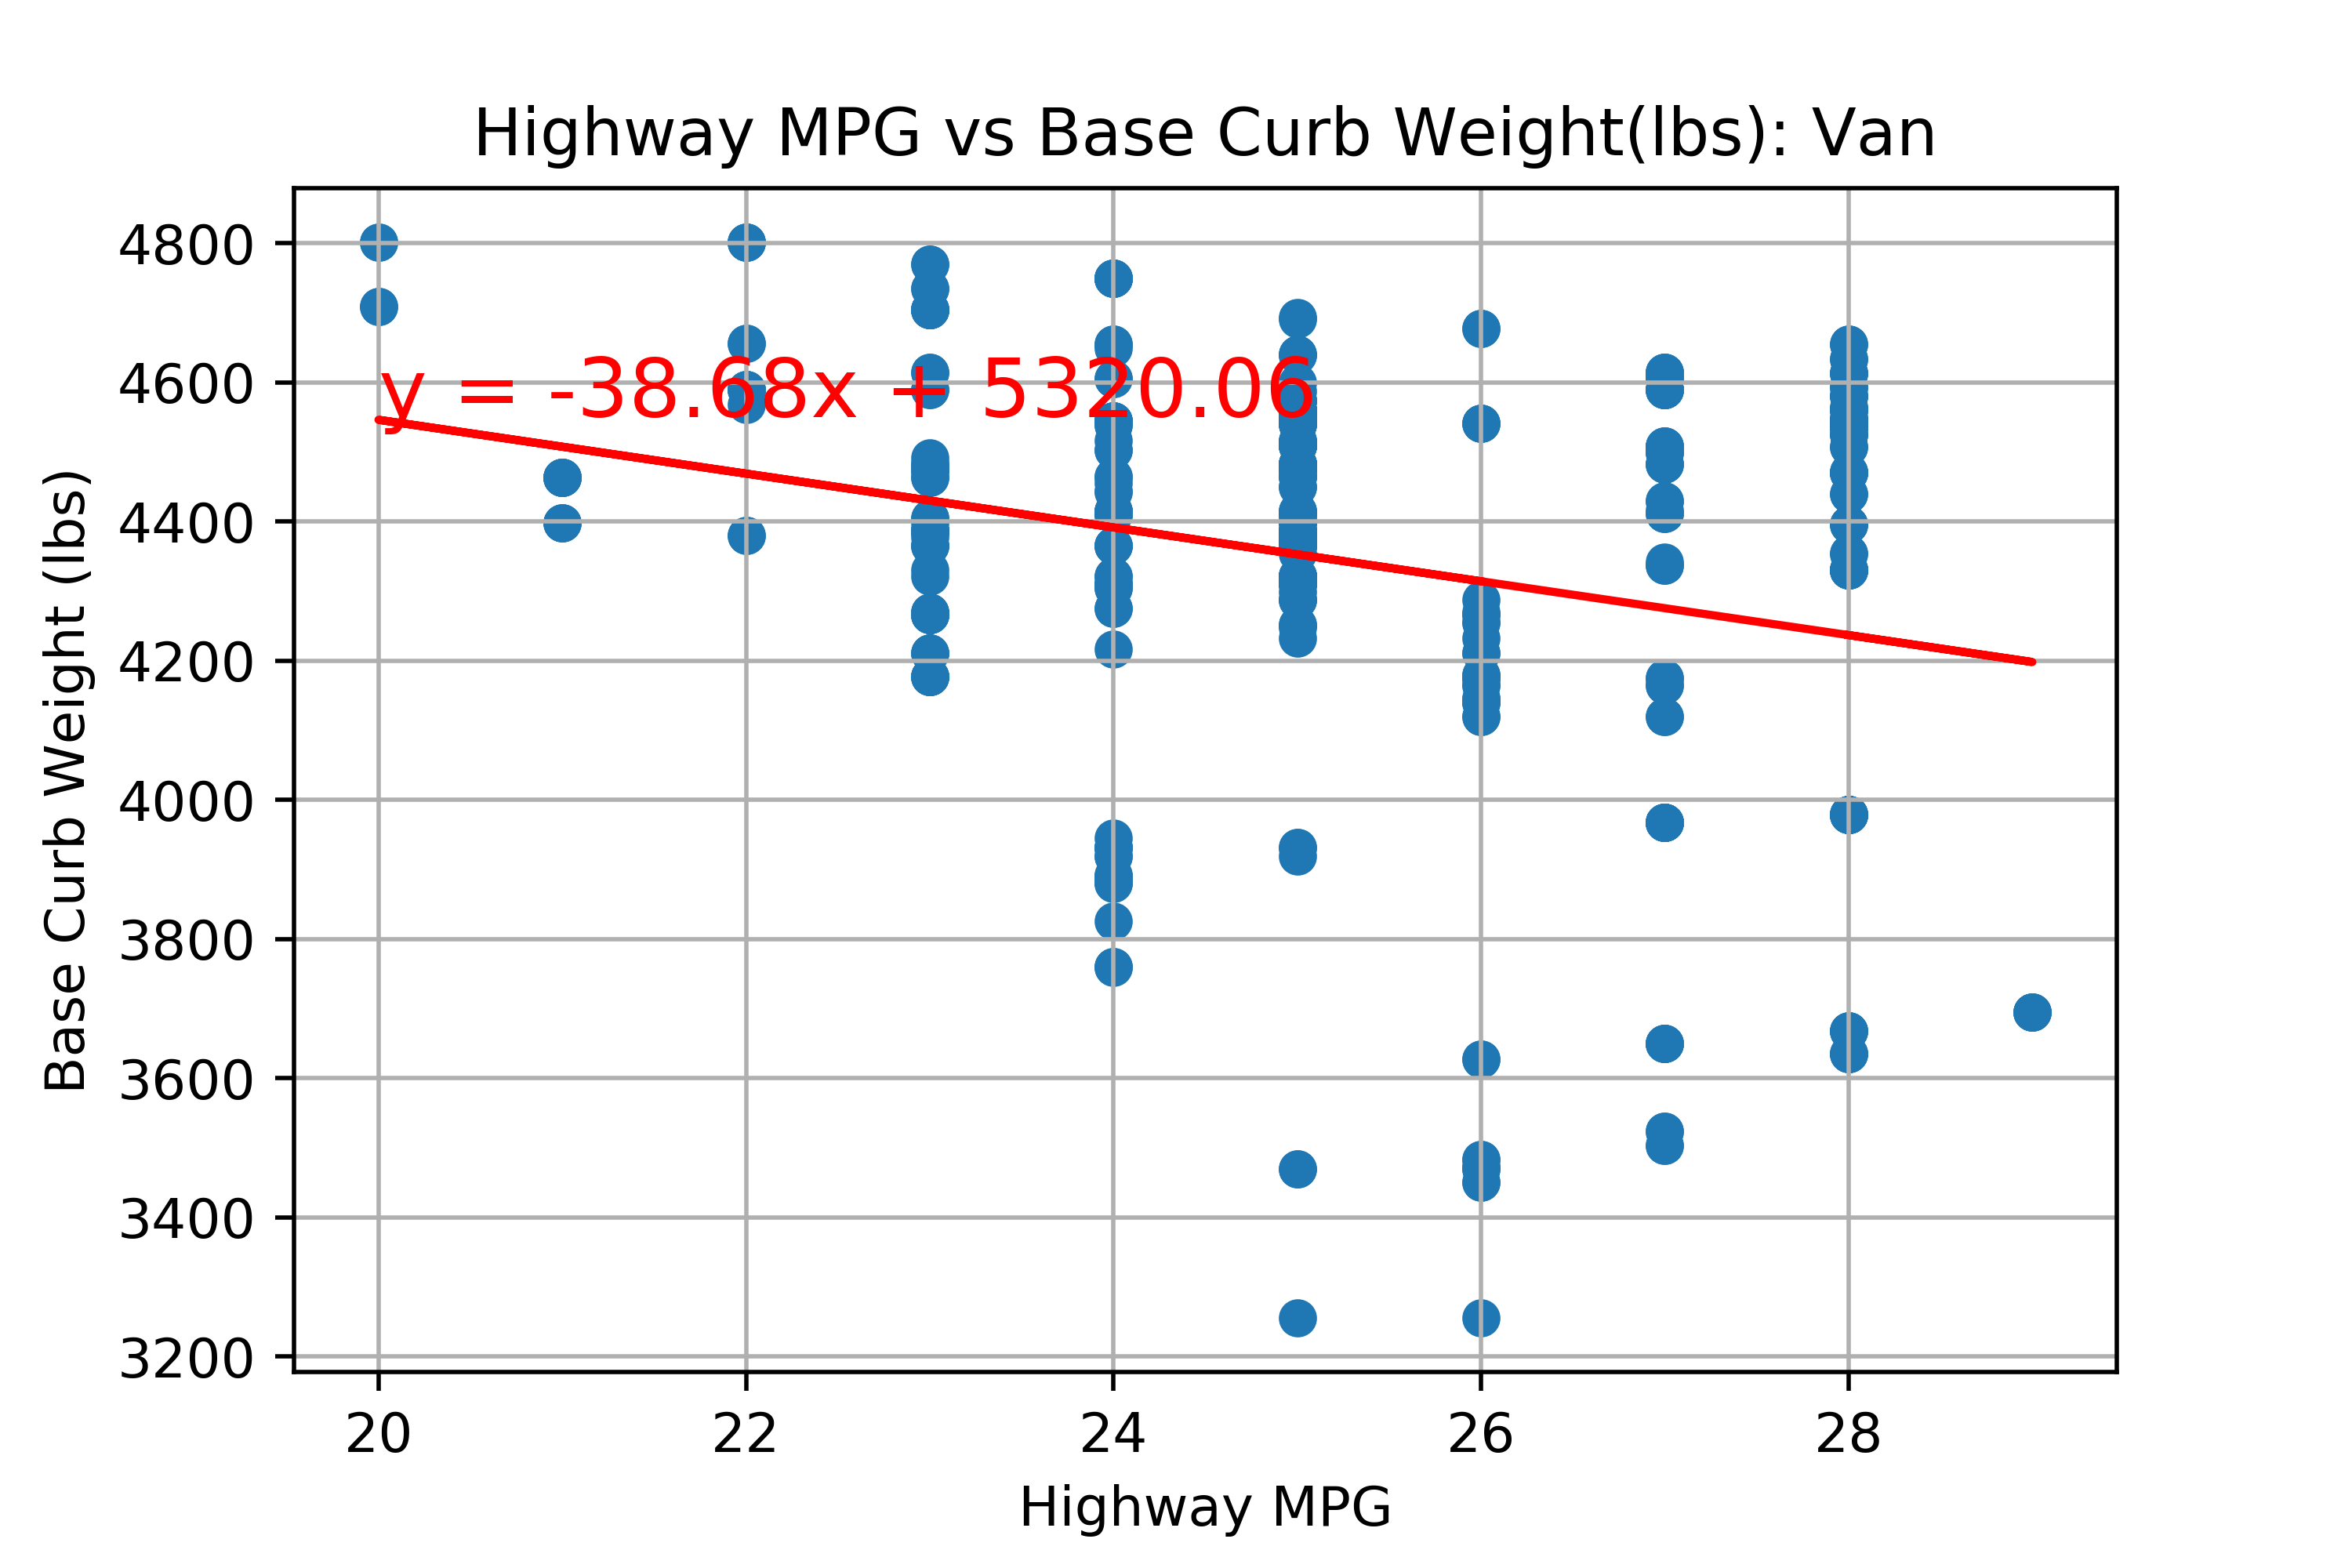 Highway MPG vs Base Curb Weight(lbs): Van
4800
4600
4400
4200
4000
3800
3600
3400
3200
Base Curb Weight (lbs)
y = -38.68x + 5320.06
20 22 24 26 28
Highway MPG